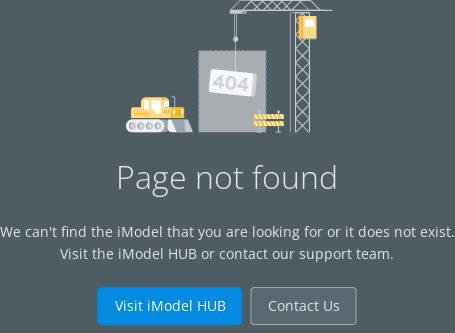 404
Page not found
We can't find the iModel that you are looking for or it does not exist.
Visit the iModel HUB or contact our support team.
Visit iModel HUB
Contact Us